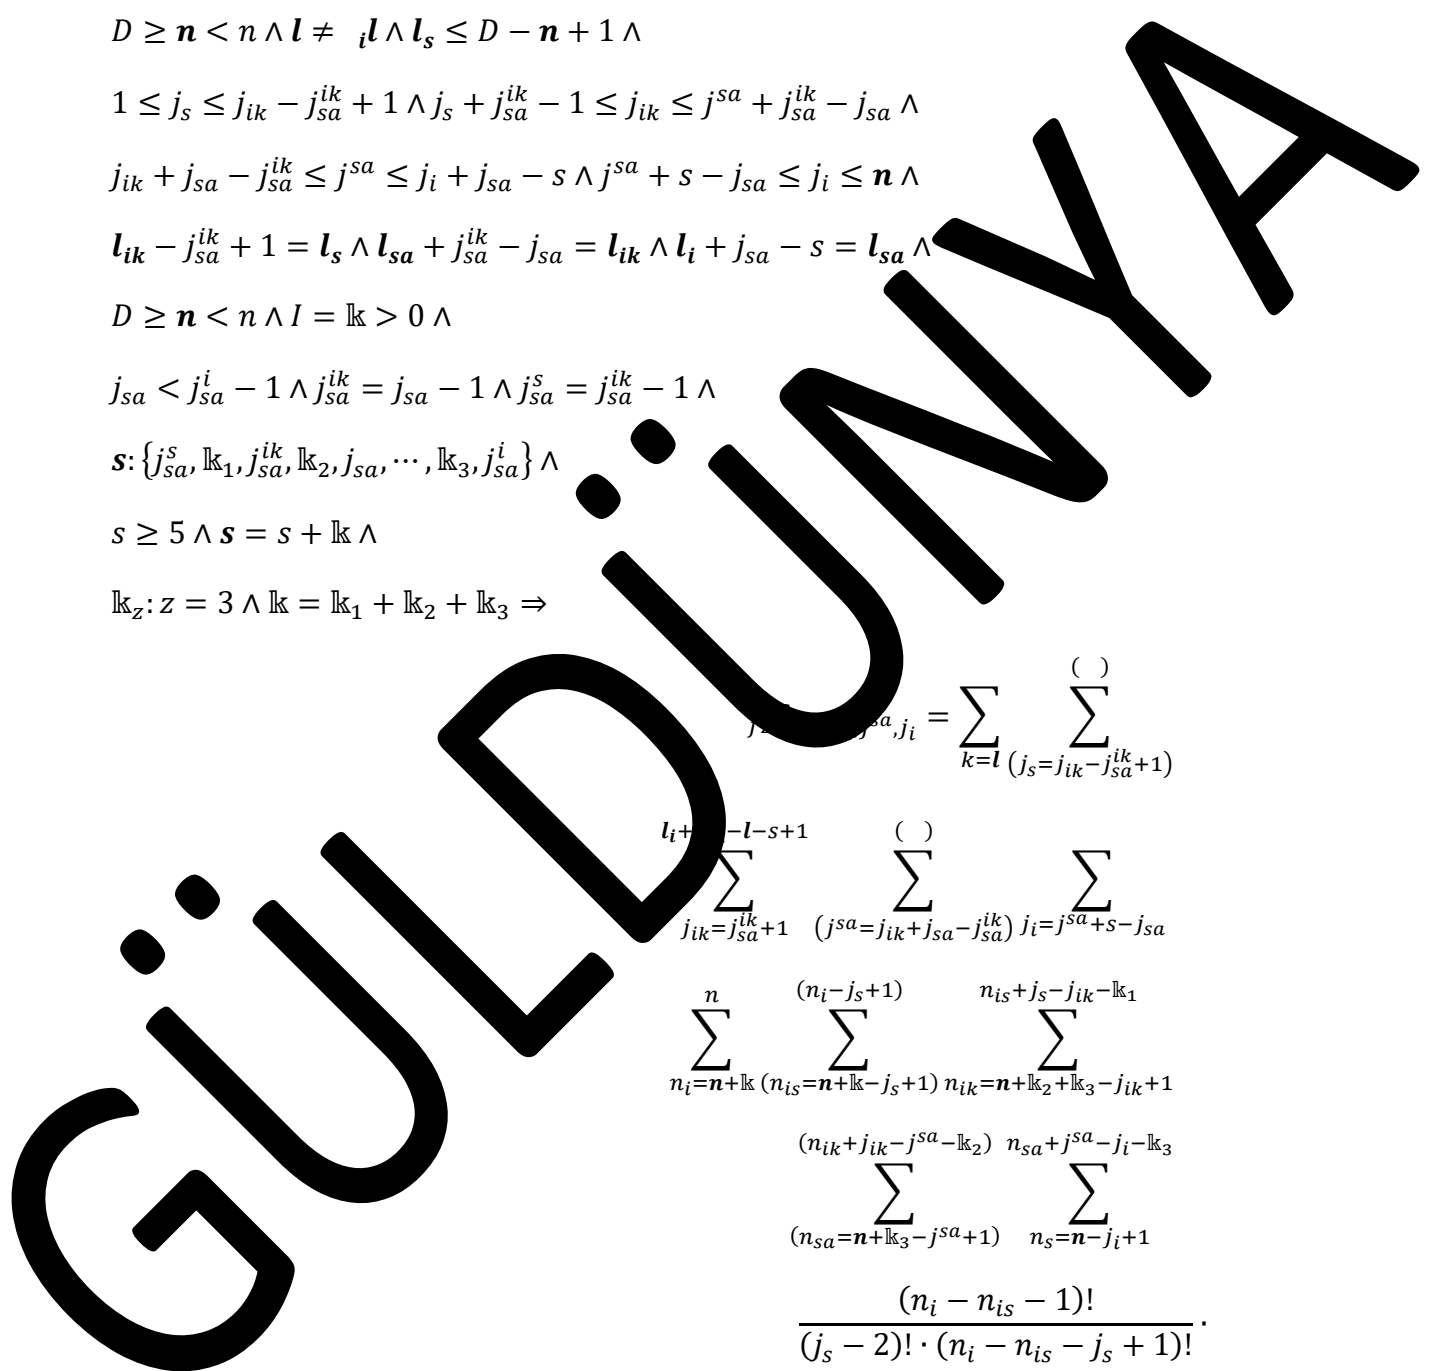 D ≥ n < n ∧ l ≠ ᵢl ∧ l_s ≤ D − n + 1 ∧
1 ≤ j_s ≤ j_{ik} − j_{sa}^{ik} + 1 ∧ j_s + j_{sa}^{ik} − 1 ≤ j_{ik} ≤ j^{sa} + j_{sa}^{ik} − j_{sa} ∧
j_{ik} + j_{sa} − j_{sa}^{ik} ≤ j^{sa} ≤ j_i + j_{sa} − s ∧ j^{sa} + s − j_{sa} ≤ j_i ≤ n ∧
l_{ik} − j_{sa}^{ik} + 1 = l_s ∧ l_{sa} + j_{sa}^{ik} − j_{sa} = l_{ik} ∧ l_i + j_{sa} − s = l_{sa} ∧
D ≥ n < n ∧ I = 𝕜 > 0 ∧
j_{sa} < j_{sa}^{i} − 1 ∧ j_{sa}^{ik} = j_{sa} − 1 ∧ j_{sa}^{s} = j_{sa}^{ik} − 1 ∧
s: {j_{sa}^{s}, 𝕜_1, j_{sa}^{ik}, 𝕜_2, j_{sa}, ⋯, 𝕜_3, j_{sa}^{i}} ∧
s ≥ 5 ∧ s = s + 𝕜 ∧
𝕜_z: z = 3 ∧ 𝕜 = 𝕜_1 + 𝕜_2 + 𝕜_3 ⇒
j^{sa}, j_i = ∑_{k=l} ∑_{(j_s=j_{ik}−j_{sa}^{ik}+1)}^{( )}
∑_{j_{ik}=j_{sa}^{ik}+1}^{l_i+ −l−s+1} ∑_{(j^{sa}=j_{ik}+j_{sa}−j_{sa}^{ik})}^{( )} ∑_{j_i=j^{sa}+s−j_{sa}}
∑_{n_i=n+𝕜}^{n} ∑_{(n_{is}=n+𝕜−j_s+1)}^{(n_i−j_s+1)} ∑_{n_{ik}=n+𝕜_2+𝕜_3−j_{ik}+1}^{n_{is}+j_s−j_{ik}−𝕜_1}
∑_{(n_{sa}=n+𝕜_3−j^{sa}+1)}^{(n_{ik}+j_{ik}−j^{sa}−𝕜_2)} ∑_{n_s=n−j_i+1}^{n_{sa}+j^{sa}−j_i−𝕜_3}
(n_i − n_{is} − 1)!
(j_s − 2)! · (n_i − n_{is} − j_s + 1)! ·
GÜLDÜNYA